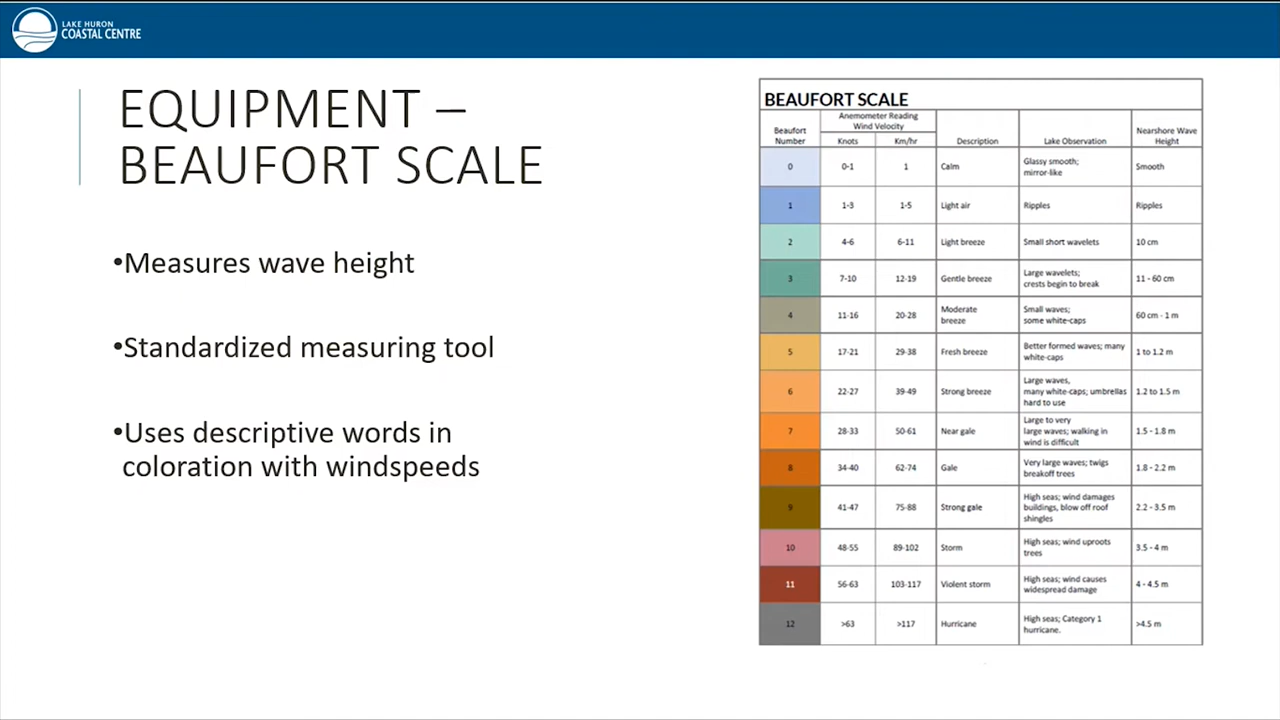 LAKE HURON
COASTAL CENTRE
EQUIPMENT –
BEAUFORT SCALE
•Measures wave height
•Standardized measuring tool
•Uses descriptive words in
coloration with windspeeds
BEAUFORT SCALE
Beaufort Number Anemometer Reading Wind Velocity Knots Km/hr Description Lake Observation Nearshore Wave Height
0 0-1 1 Calm Glassy smooth; mirror-like Smooth
1 1-3 1-5 Light air Ripples Ripples
2 4-6 6-11 Light breeze Small short wavelets 10 cm
3 7-10 12-19 Gentle breeze Large wavelets; crests begin to break 11 - 60 cm
4 11-16 20-28 Moderate breeze Small waves; some white-caps 60 cm - 1 m
5 17-21 29-38 Fresh breeze Better formed waves; many white-caps 1 to 1.2 m
6 22-27 39-49 Strong breeze Large waves, many white-caps; umbrellas hard to use 1.2 to 1.5 m
7 28-33 50-61 Near gale Large to very large waves; walking in wind is difficult 1.5 - 1.8 m
8 34-40 62-74 Gale Very large waves; twigs breakoff trees 1.8 - 2.2 m
9 41-47 75-88 Strong gale High seas; wind damages buildings, blow off roof shingles 2.2 - 3.5 m
10 48-55 89-102 Storm High seas; wind uproots trees 3.5 - 4 m
11 56-63 103-117 Violent storm High seas; wind causes widespread damage 4 - 4.5 m
12 >63 >117 Hurricane High seas; Category 1 hurricane. >4.5 m